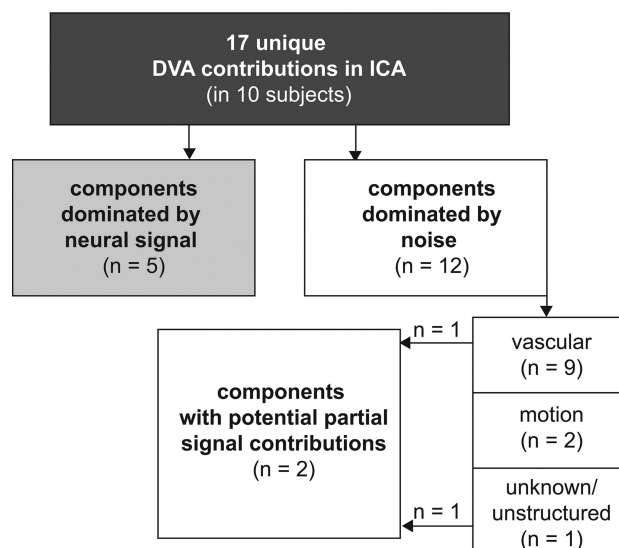 17 unique
DVA contributions in ICA
(in 10 subjects)
components
dominated by
neural signal
(n = 5)
components
dominated by
noise
(n = 12)
n = 1
vascular
(n = 9)
components
with potential partial
signal contributions
(n = 2)
motion
(n = 2)
n = 1
unknown/
unstructured
(n = 1)